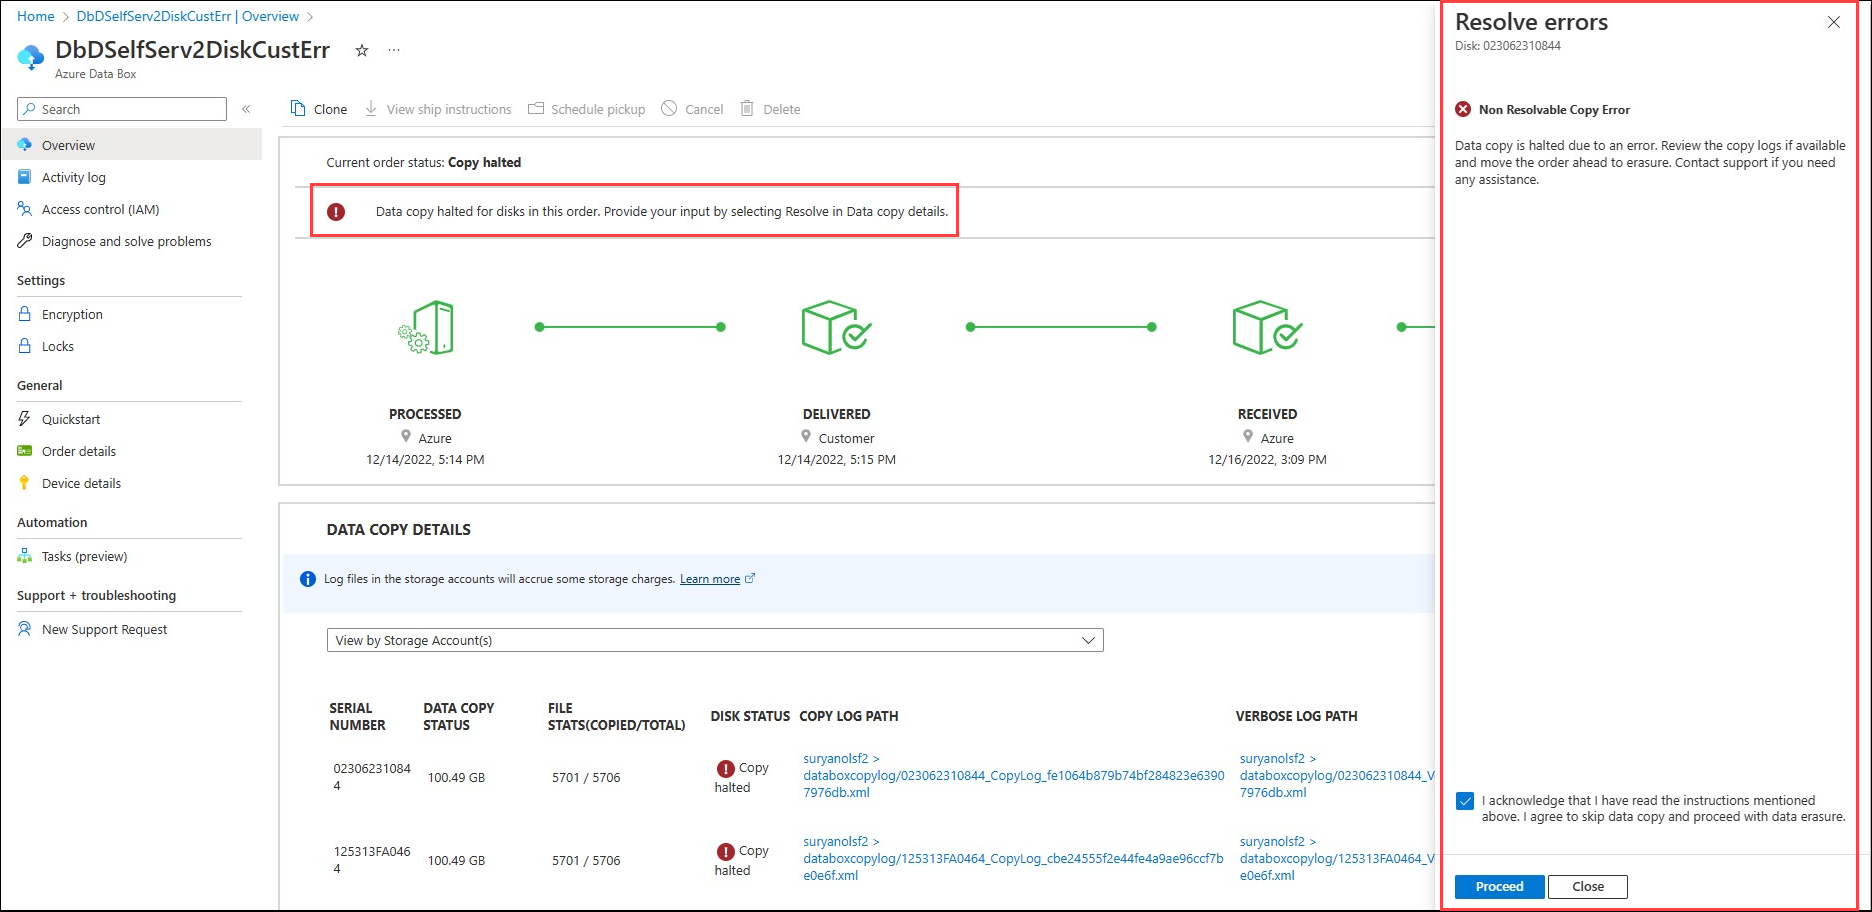 Home > DbDSelfServ2DiskCustErr | Overview >
DbDSelfServ2DiskCustErr
Azure Data Box
Search
Overview
Activity log
Access control (IAM)
Diagnose and solve problems
Settings
Encryption
Locks
General
Quickstart
Order details
Device details
Automation
Tasks (preview)
Support + troubleshooting
New Support Request
Clone View ship instructions Schedule pickup Cancel Delete
Current order status: Copy halted
Data copy halted for disks in this order. Provide your input by selecting Resolve in Data copy details.
PROCESSED
Azure
12/14/2022, 5:14 PM
DELIVERED
Customer
12/14/2022, 5:15 PM
RECEIVED
Azure
12/16/2022, 3:09 PM
DATA COPY DETAILS
Log files in the storage accounts will accrue some storage charges. Learn more
View by Storage Account(s)
SERIAL
NUMBER
DATA COPY
STATUS
FILE
STATS(COPIED/TOTAL)
DISK STATUS
COPY LOG PATH
VERBOSE LOG PATH
02306231084
4
100.49 GB
5701 / 5706
Copy
halted
suryanolsf2 >
databoxcopylog/023062310844_CopyLog_fe1064b879b74bf284823e6390
7976db.xml
suryanolsf2 >
databoxcopylog/023062310844_V
7976db.xml
125313FA046
4
100.49 GB
5701 / 5706
Copy
halted
suryanolsf2 >
databoxcopylog/125313FA0464_CopyLog_cbe24555f2e44fe4a9ae96ccf7b
e0e6f.xml
suryanolsf2 >
databoxcopylog/125313FA0464_V
e0e6f.xml
Resolve errors
Disk: 023062310844
Non Resolvable Copy Error
Data copy is halted due to an error. Review the copy logs if available
and move the order ahead to erasure. Contact support if you need
any assistance.
I acknowledge that I have read the instructions mentioned
above. I agree to skip data copy and proceed with data erasure.
Proceed
Close